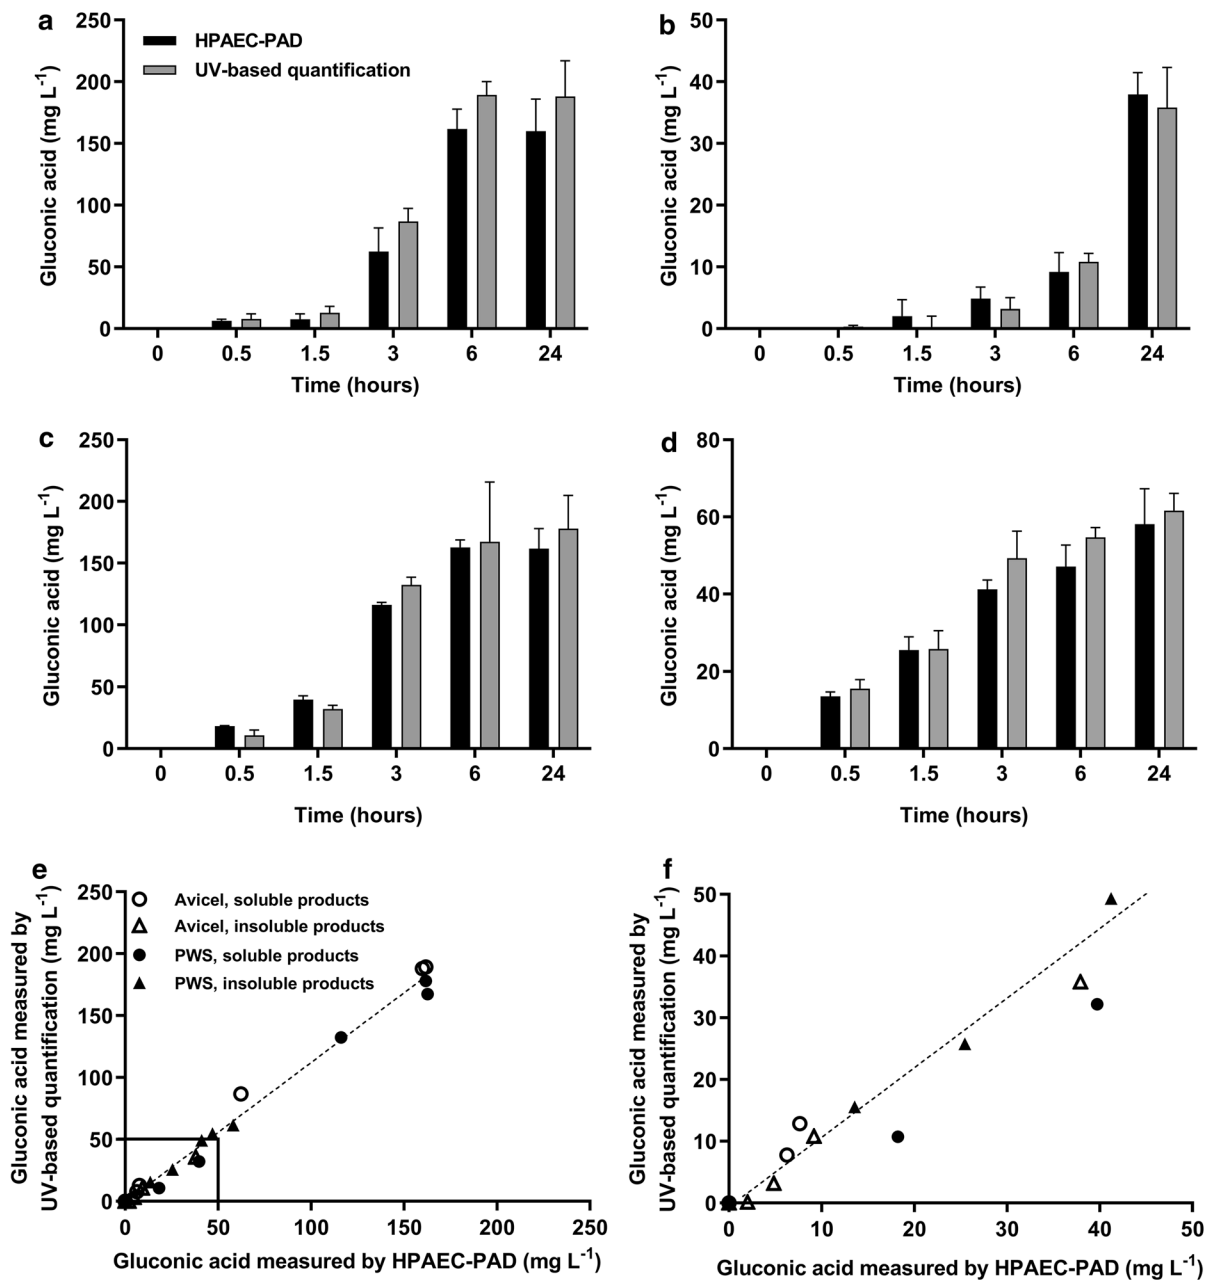 a
HPAEC-PAD
UV-based quantification
Gluconic acid (mg L-1)
250
200
150
100
50
0
0 0.5 1.5 3 6 24
Time (hours)
b
Gluconic acid (mg L-1)
50
40
30
20
10
0
0 0.5 1.5 3 6 24
Time (hours)
c
Gluconic acid (mg L-1)
250
200
150
100
50
0
0 0.5 1.5 3 6 24
Time (hours)
d
Gluconic acid (mg L-1)
80
60
40
20
0
0 0.5 1.5 3 6 24
Time (hours)
e
Gluconic acid measured by
UV-based quantification (mg L-1)
250
200
150
100
50
0
Avicel, soluble products
Avicel, insoluble products
PWS, soluble products
PWS, insoluble products
0 50 100 150 200 250
Gluconic acid measured by HPAEC-PAD (mg L-1)
f
Gluconic acid measured by
UV-based quantification (mg L-1)
50
40
30
20
10
0
0 10 20 30 40 50
Gluconic acid measured by HPAEC-PAD (mg L-1)